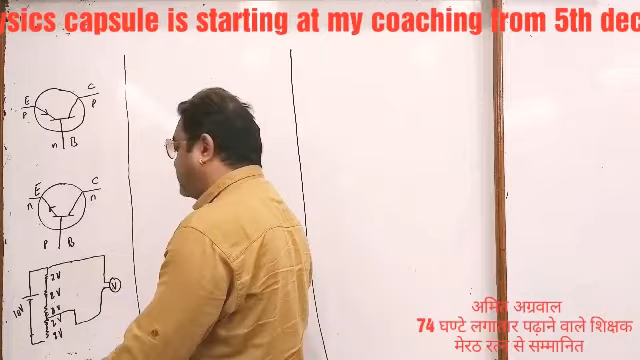 ysics capsule is starting at my coaching from 5th dec
E
C
P
P
n
B
E
C
n
n
P
B
2V
2V
10V
2V
2V
V
अमित अग्रवाल
74 घण्टे लगातार पढ़ाने वाले शिक्षक
मेरठ रत्न से सम्मानित